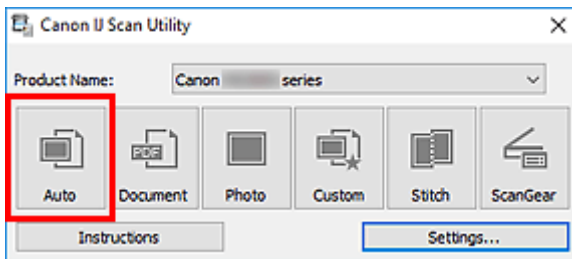 Canon IJ Scan Utility
Product Name: Canon series
PDF
Auto Document Photo Custom Stitch ScanGear
Instructions Settings...